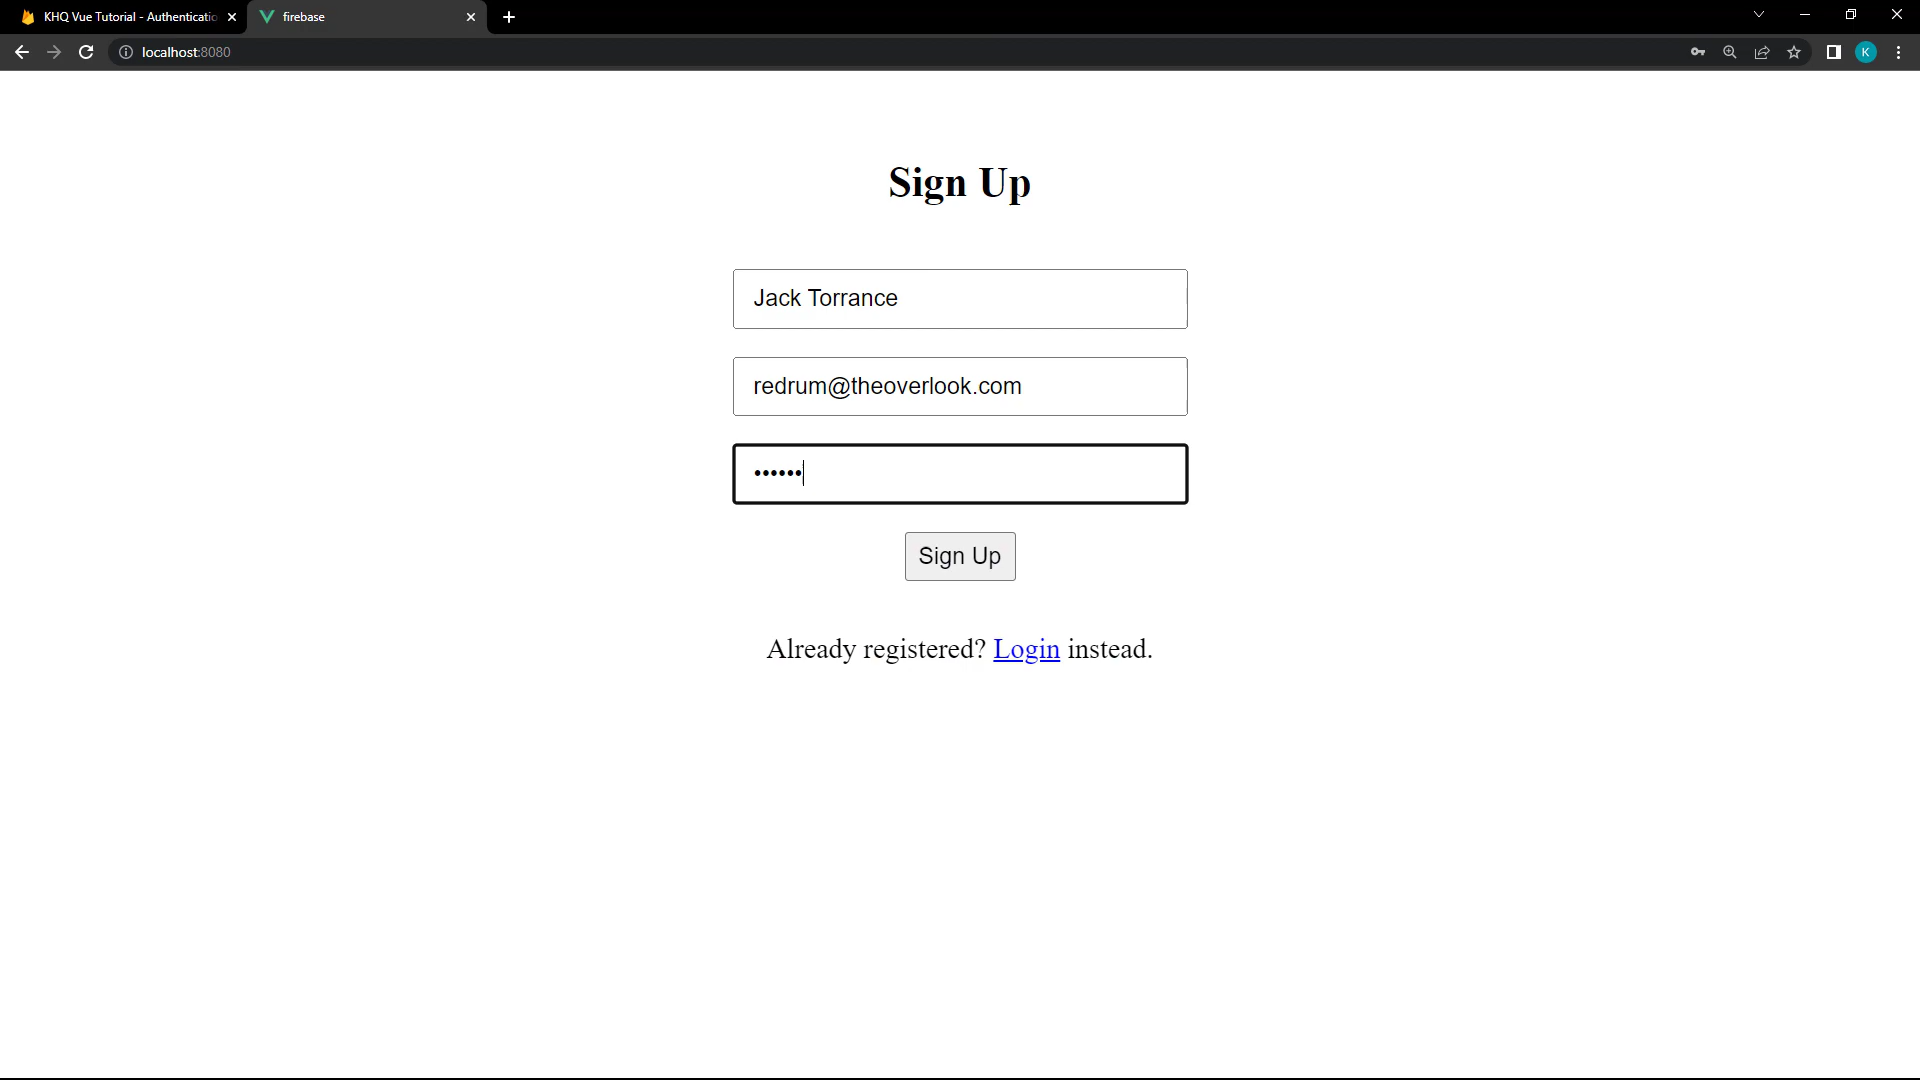 KHQ Vue Tutorial - Authenticatio
firebase
localhost:8080
K
Sign Up
Jack Torrance
redrum@theoverlook.com
••••••
Sign Up
Already registered? Login instead.